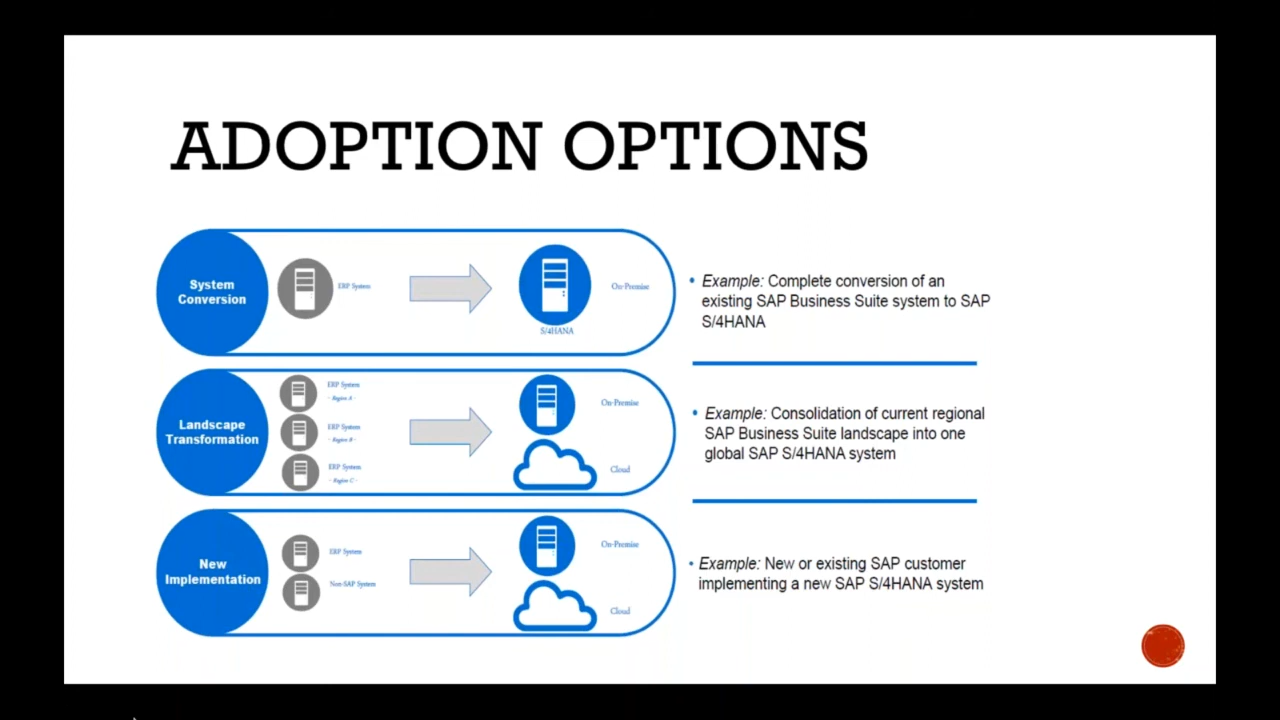 ADOPTION OPTIONS
System
Conversion
ERP System
S/4HANA
On-Premise
• Example: Complete conversion of an
existing SAP Business Suite system to SAP
S/4HANA
Landscape
Transformation
ERP System
- Region A -
ERP System
- Region B -
ERP System
- Region C -
On-Premise
Cloud
• Example: Consolidation of current regional
SAP Business Suite landscape into one
global SAP S/4HANA system
New
Implementation
ERP System
Non-SAP System
On-Premise
Cloud
• Example: New or existing SAP customer
implementing a new SAP S/4HANA system